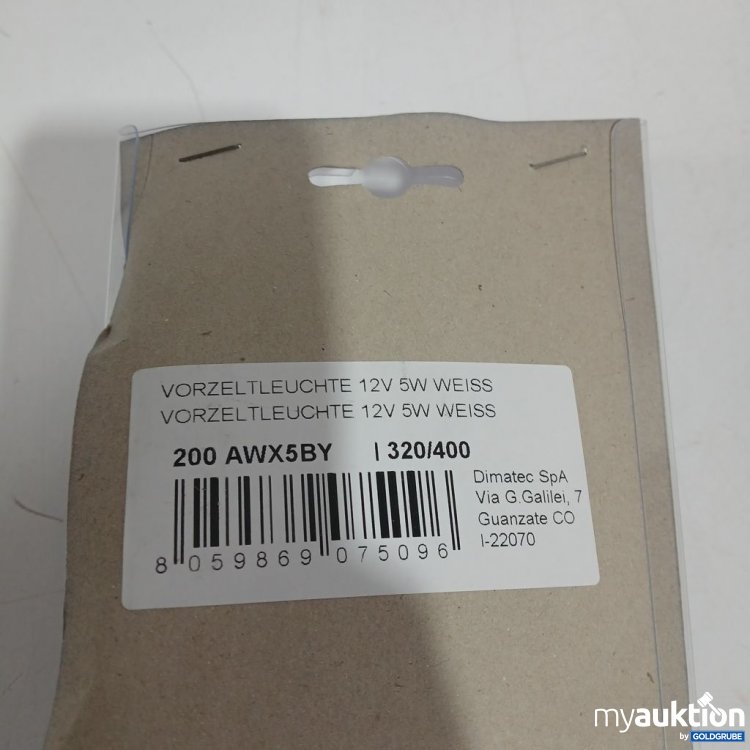 VORZELTLEUCHTE 12V 5W WEISS
VORZELTLEUCHTE 12V 5W WEISS
200 AWX5BY I 320/400
Dimatec SpA
Via G.Galilei, 7
Guanzate CO
I-22070
8 059869 075096
myauktion
by GOLDGRUBE